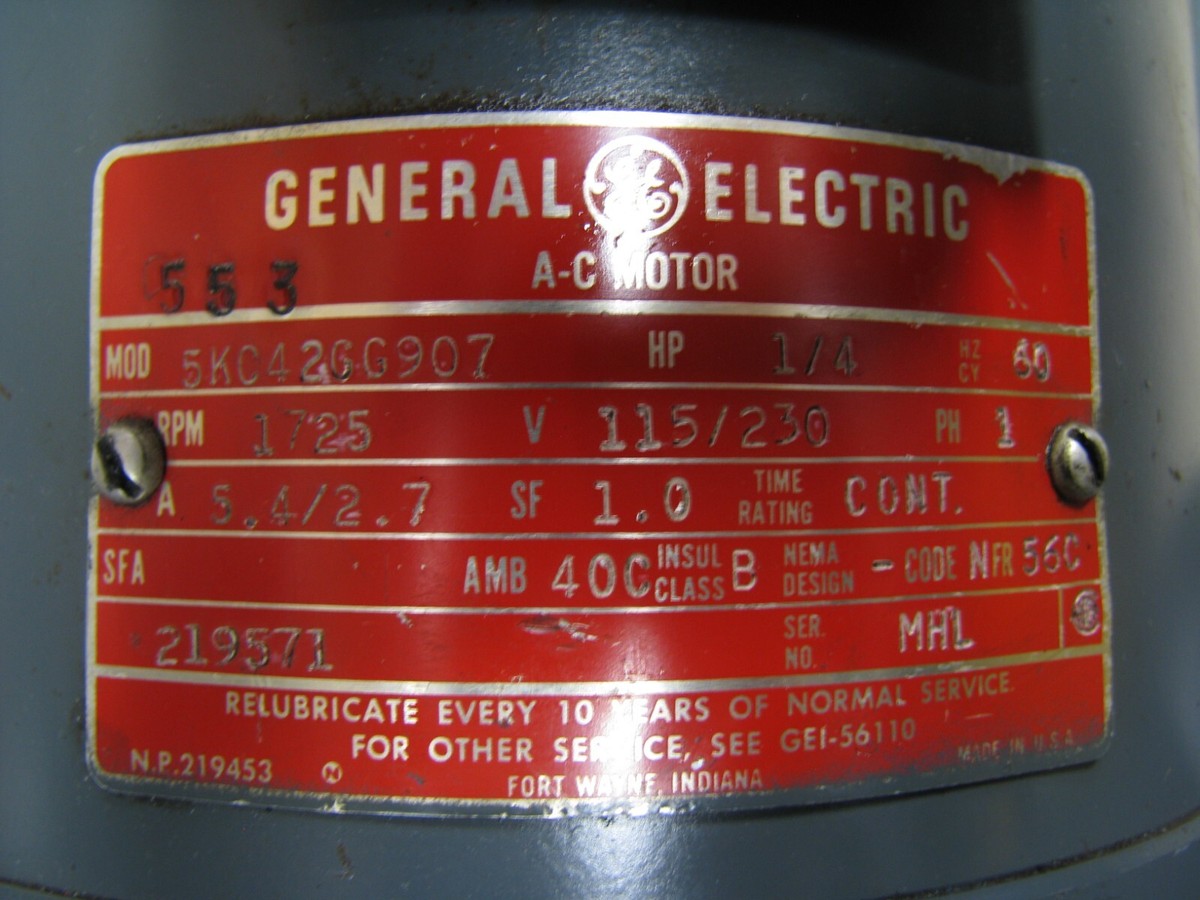 GENERAL ELECTRIC
A-C MOTOR
553
MOD 5KC42GG907 HP 1/4 HZ CY 60
RPM 1725 V 115/230 PH 1
A 5.4/2.7 SF 1.0 TIME RATING CONT.
SFA AMB 40C INSUL CLASS B NEMA DESIGN - CODE N FR 56C
219571 SER. NO. MHL
RELUBRICATE EVERY 10 YEARS OF NORMAL SERVICE.
FOR OTHER SERVICE, SEE GEI-56110
N.P.219453 N FORT WAYNE, INDIANA MADE IN U.S.A.